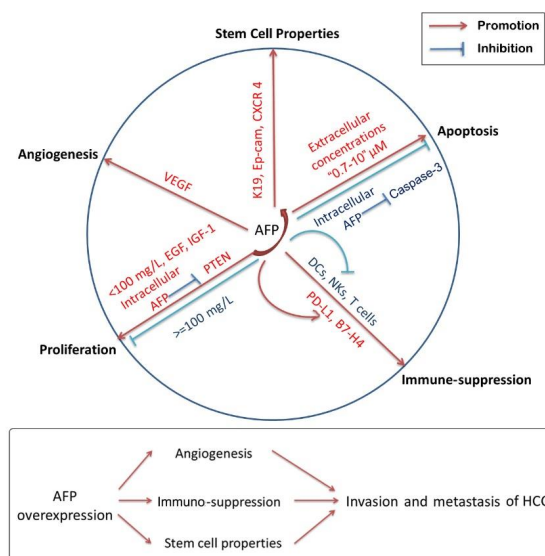 Stem Cell Properties
Promotion
Inhibition
K19, Ep-cam, CXCR 4
Extracellular
concentrations
"0.7-10" μM
Apoptosis
Angiogenesis
VEGF
Intracellular
AFP
Caspase-3
AFP
<100 mg/L, EGF, IGF-1
Intracellular
AFP
PTEN
>=100 mg/L
DCs, NKs, T cells
PD-L1, B7-H4
Proliferation
Immune-suppression
Angiogenesis
AFP
overexpression
Immuno-suppression
Invasion and metastasis of HCC
Stem cell properties